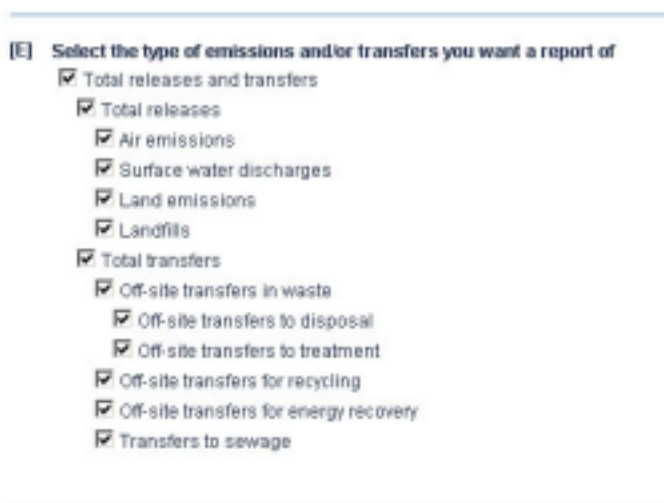 [E] Select the type of emissions and/or transfers you want a report of
Total releases and transfers
Total releases
Air emissions
Surface water discharges
Land emissions
Landfills
Total transfers
Off-site transfers in waste
Off-site transfers to disposal
Off-site transfers to treatment
Off-site transfers for recycling
Off-site transfers for energy recovery
Transfers to sewage